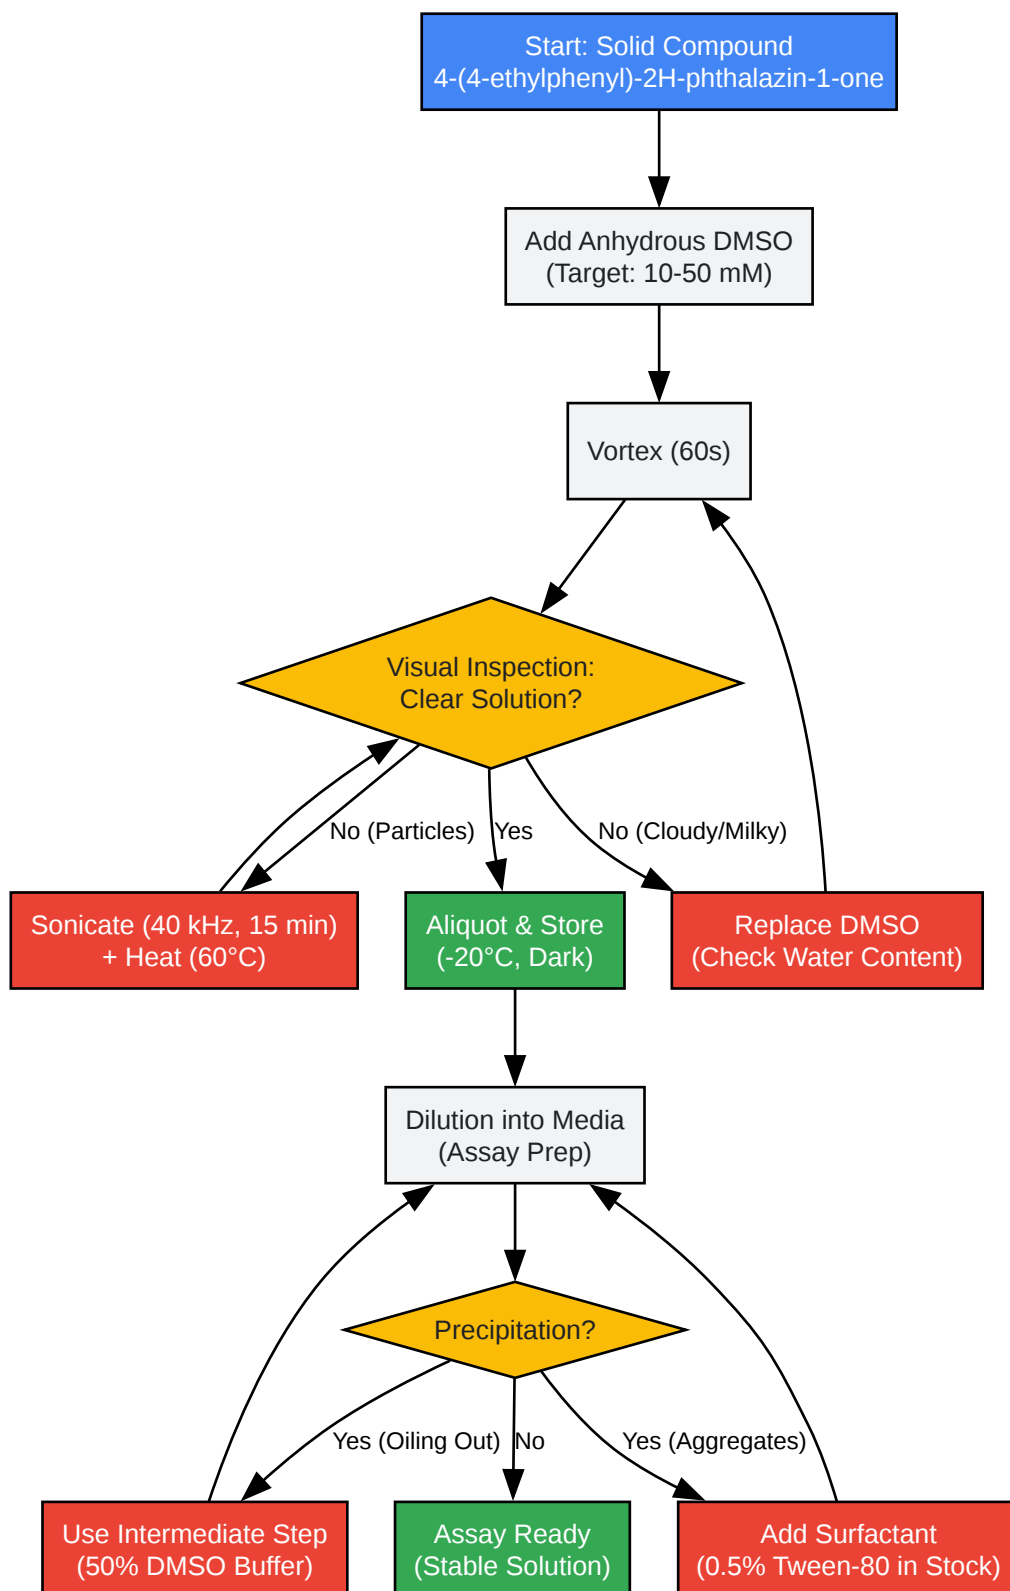 Start: Solid Compound
4-(4-ethylphenyl)-2H-phthalazin-1-one
Add Anhydrous DMSO
(Target: 10-50 mM)
Vortex (60s)
Visual Inspection:
Clear Solution?
No (Particles)
Yes
No (Cloudy/Milky)
Sonicate (40 kHz, 15 min)
+ Heat (60°C)
Aliquot & Store
(-20°C, Dark)
Replace DMSO
(Check Water Content)
Dilution into Media
(Assay Prep)
Precipitation?
Yes (Oiling Out)
No
Yes (Aggregates)
Use Intermediate Step
(50% DMSO Buffer)
Assay Ready
(Stable Solution)
Add Surfactant
(0.5% Tween-80 in Stock)